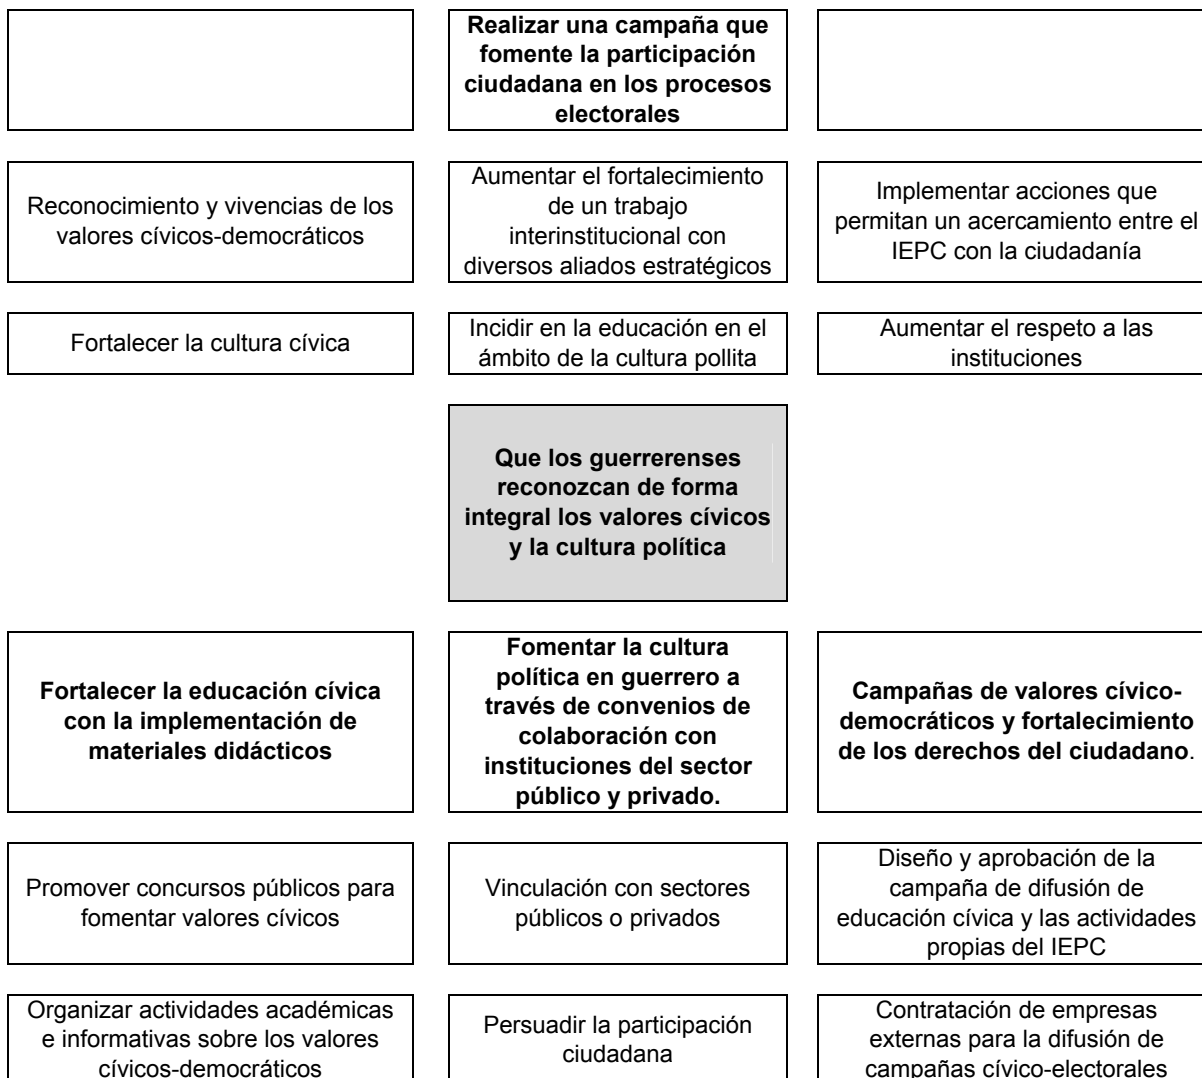 Realizar una campaña que
fomente la participación
ciudadana en los procesos
electorales
Reconocimiento y vivencias de los
valores cívicos-democráticos
Aumentar el fortalecimiento
de un trabajo
interinstitucional con
diversos aliados estratégicos
Implementar acciones que
permitan un acercamiento entre el
IEPC con la ciudadanía
Fortalecer la cultura cívica
Incidir en la educación en el
ámbito de la cultura pollita
Aumentar el respeto a las
instituciones
Que los guerrerenses
reconozcan de forma
integral los valores cívicos
y la cultura política
Fortalecer la educación cívica
con la implementación de
materiales didácticos
Fomentar la cultura
política en guerrero a
través de convenios de
colaboración con
instituciones del sector
público y privado.
Campañas de valores cívico-
democráticos y fortalecimiento
de los derechos del ciudadano.
Promover concursos públicos para
fomentar valores cívicos
Vinculación con sectores
públicos o privados
Diseño y aprobación de la
campaña de difusión de
educación cívica y las actividades
propias del IEPC
Organizar actividades académicas
e informativas sobre los valores
cívicos-democráticos
Persuadir la participación
ciudadana
Contratación de empresas
externas para la difusión de
campañas cívico-electorales